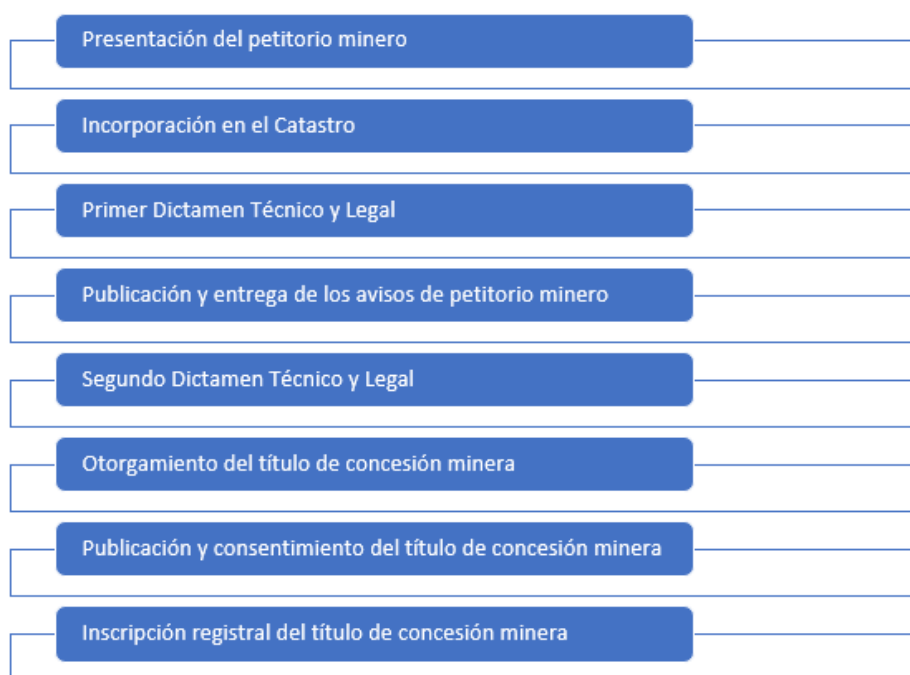 Presentación del petitorio minero
Incorporación en el Catastro
Primer Dictamen Técnico y Legal
Publicación y entrega de los avisos de petitorio minero
Segundo Dictamen Técnico y Legal
Otorgamiento del título de concesión minera
Publicación y consentimiento del título de concesión minera
Inscripción registral del título de concesión minera